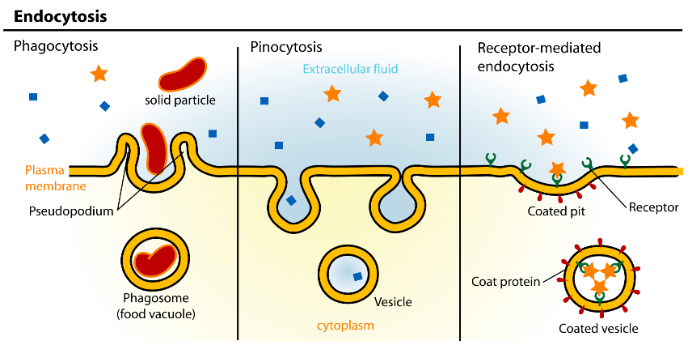 Endocytosis
Phagocytosis
solid particle
Plasma
membrane
Pseudopodium
Phagosome
(food vacuole)
Pinocytosis
Extracellular fluid
Vesicle
cytoplasm
Receptor-mediated
endocytosis
Coated pit
Receptor
Coat protein
Coated vesicle